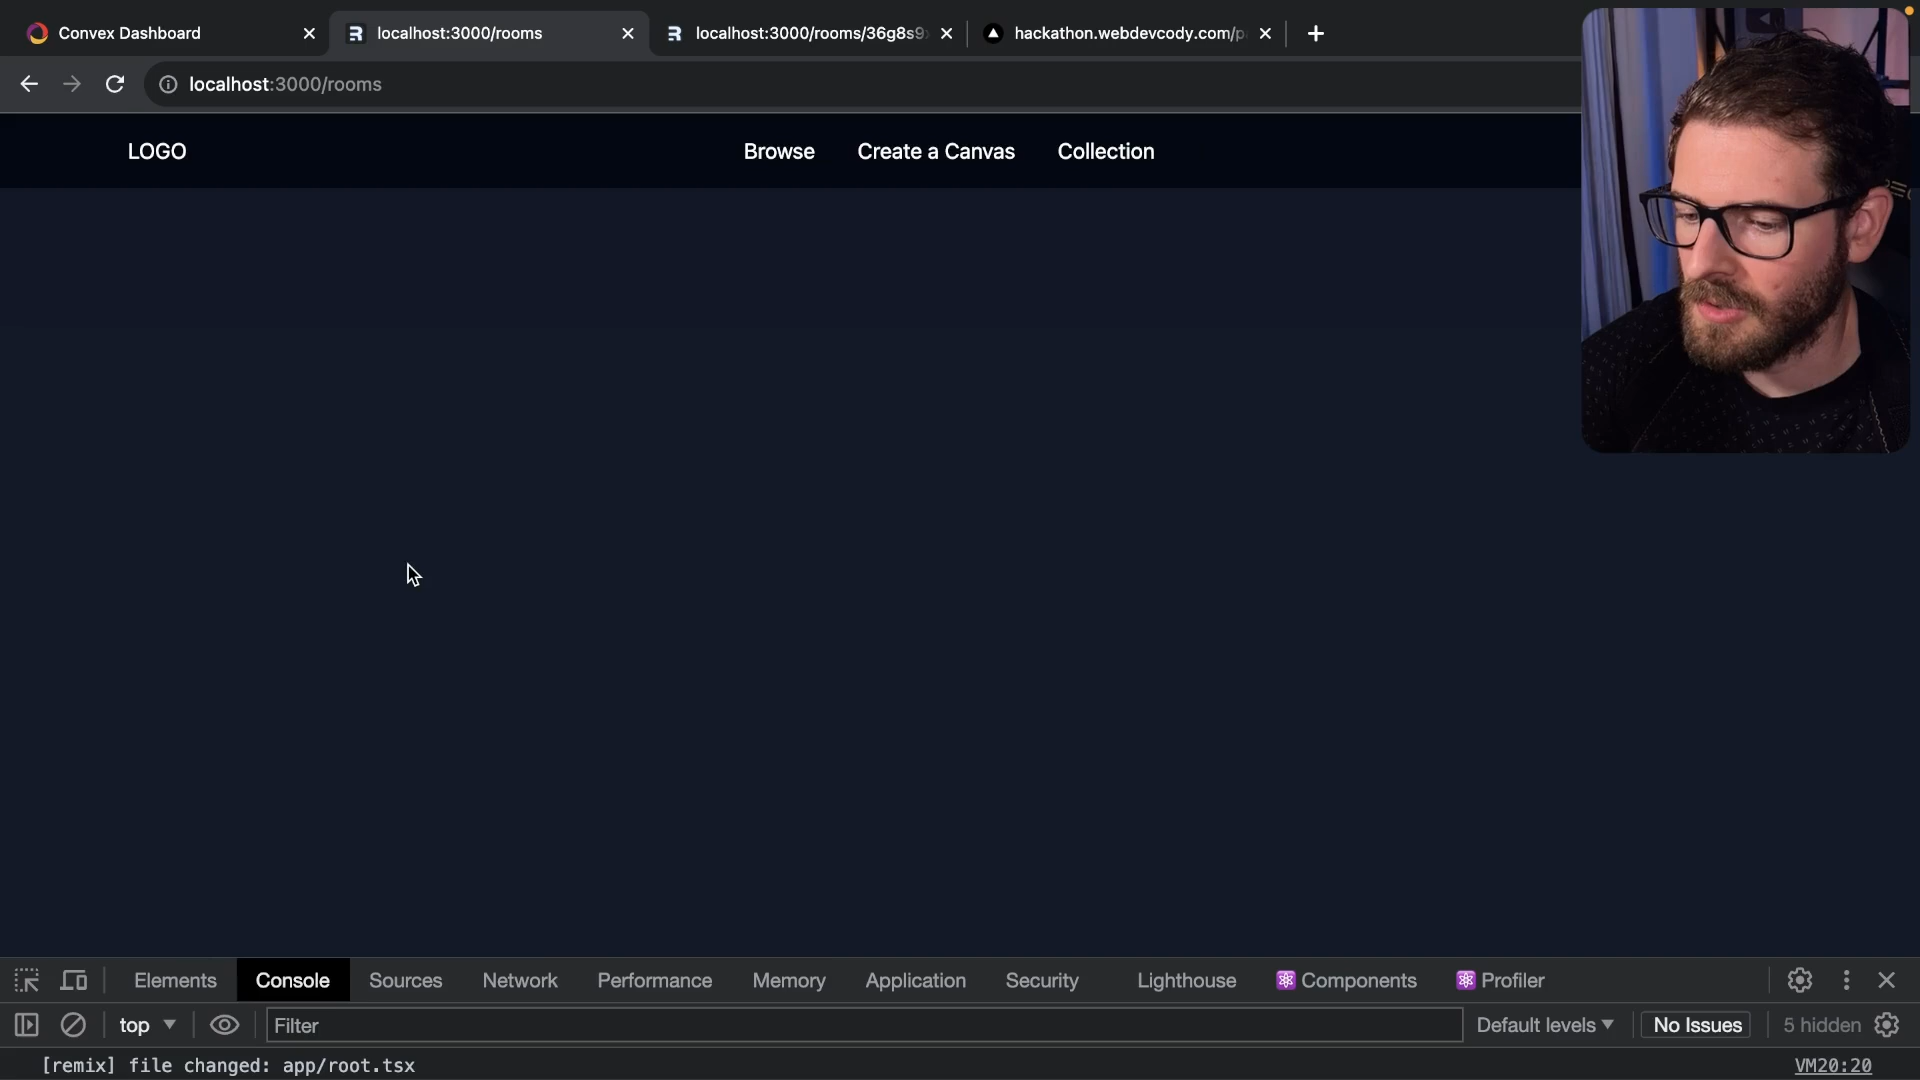 Convex Dashboard
localhost:3000/rooms
localhost:3000/rooms/36g8s9
hackathon.webdevcody.com/p
localhost:3000/rooms
LOGO
Browse
Create a Canvas
Collection
Elements
Console
Sources
Network
Performance
Memory
Application
Security
Lighthouse
Components
Profiler
top
Filter
Default levels
No Issues
5 hidden
[remix] file changed: app/root.tsx
VM20:20